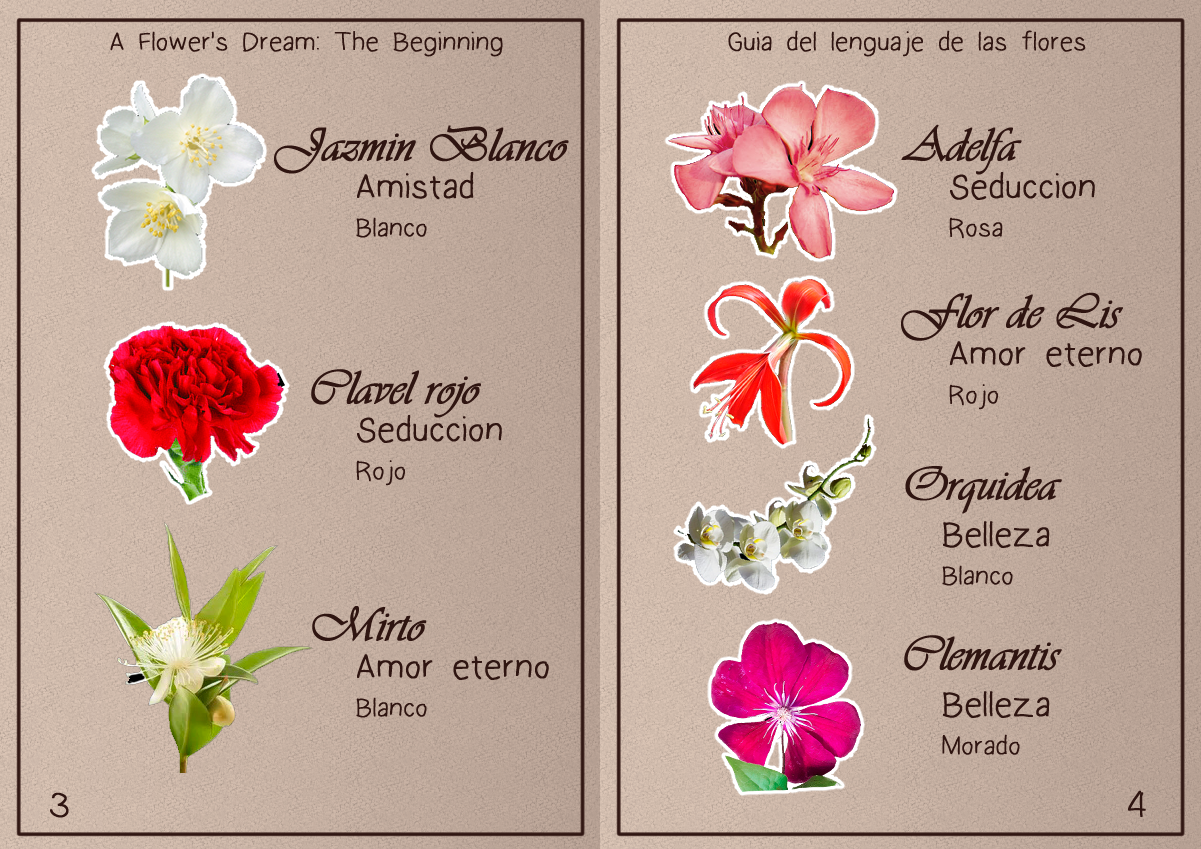 A Flower's Dream: The Beginning
Jazmin Blanco
Amistad
Blanco
Clavel rojo
Seduccion
Rojo
Mirto
Amor eterno
Blanco
3
Guia del lenguaje de las flores
Adelfa
Seduccion
Rosa
Flor de Lis
Amor eterno
Rojo
Orquidea
Belleza
Blanco
Clemantis
Belleza
Morado
4